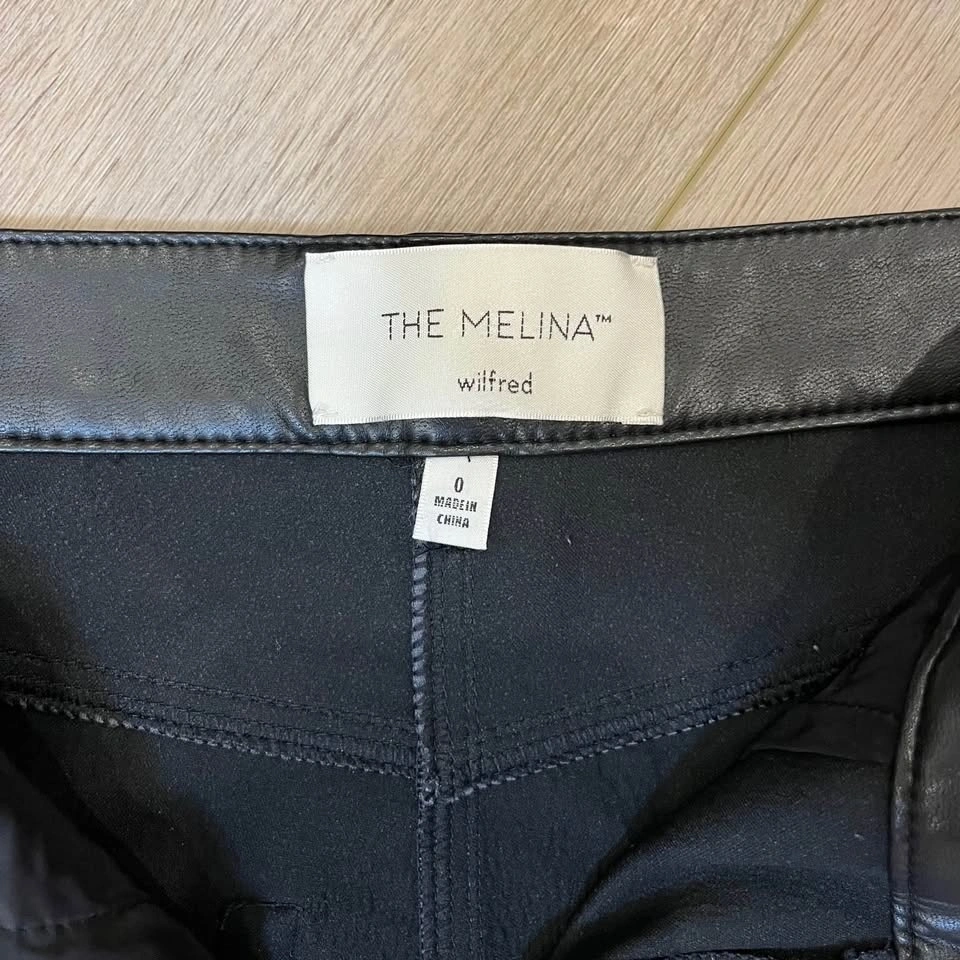 THE MELINA™
wilfred
0
MADE IN
CHINA